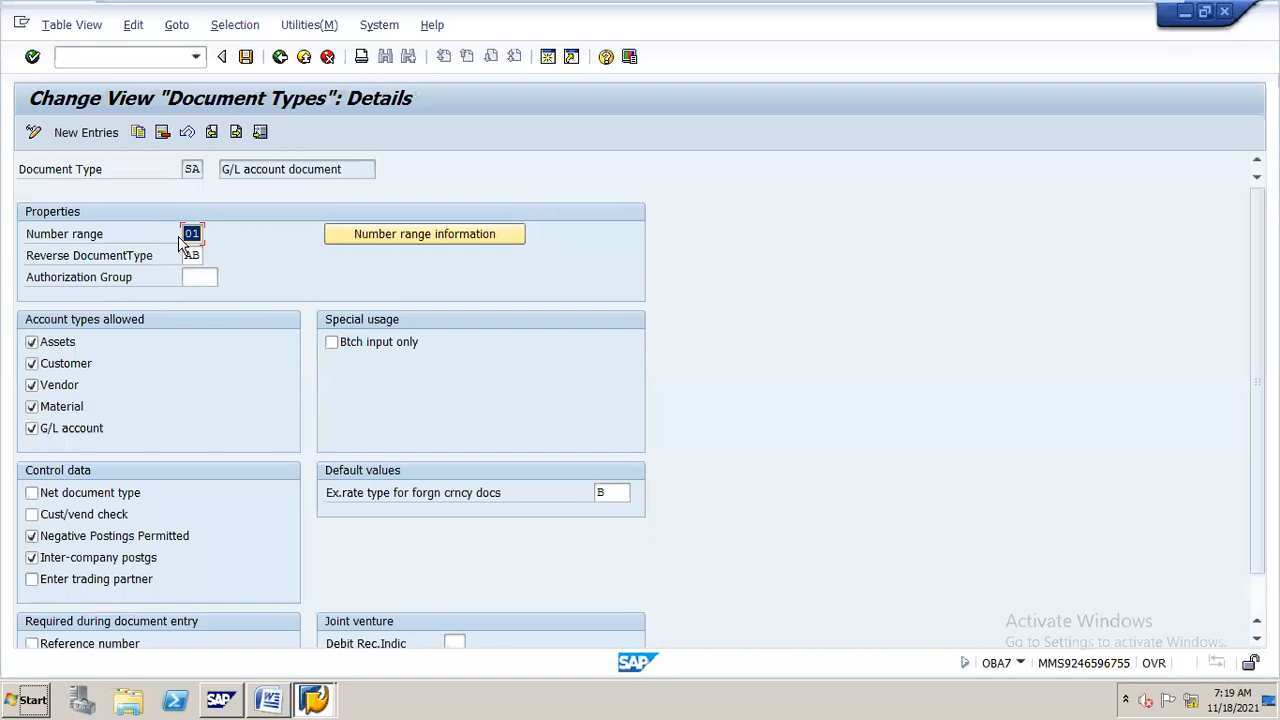 Table View Edit Goto Selection Utilities(M) System Help
Change View "Document Types": Details
New Entries
Document Type SA G/L account document
Properties
Number range 01 Number range information
Reverse DocumentType AB
Authorization Group
Account types allowed Special usage
Assets Btch input only
Customer
Vendor
Material
G/L account
Control data Default values
Net document type Ex.rate type for forgn crncy docs B
Cust/vend check
Negative Postings Permitted
Inter-company postgs
Enter trading partner
Required during document entry Joint venture
Reference number Debit Rec.Indic
Activate Windows
Go to Settings to activate Windows.
SAP OBA7 MMS9246596755 OVR
Start SAP 7:19 AM
11/18/2021